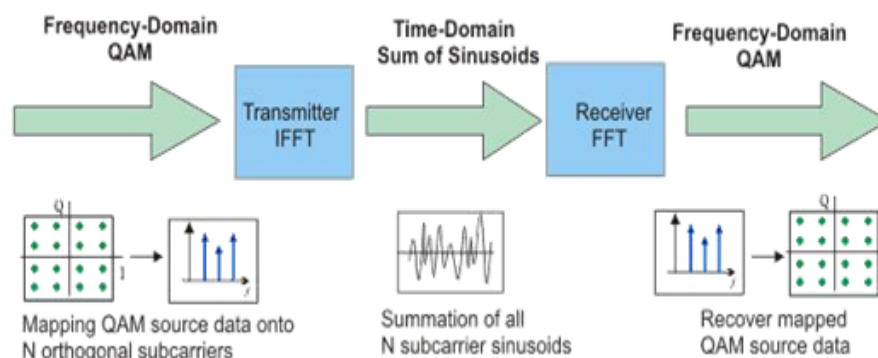 Frequency-Domain
QAM
Time-Domain
Sum of Sinusoids
Frequency-Domain
QAM
Transmitter
IFFT
Receiver
FFT
Q
I
f
f
Mapping QAM source data onto
N orthogonal subcarriers
Summation of all
N subcarrier sinusoids
Recover mapped
QAM source data